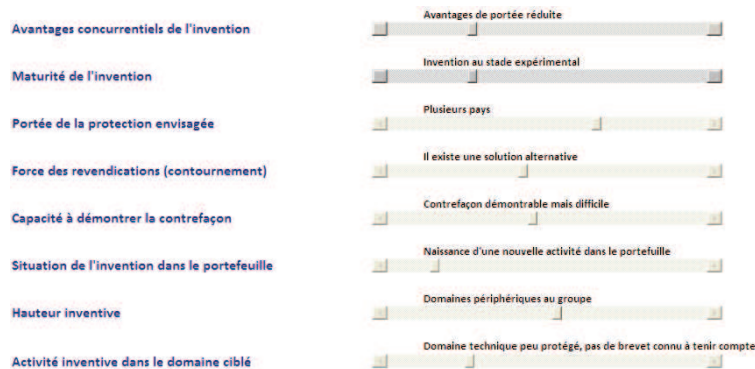 Avantages concurrentiels de l'invention
Avantages de portée réduite
Maturité de l'invention
Invention au stade expérimental
Portée de la protection envisagée
Plusieurs pays
Force des revendications (contournement)
Il existe une solution alternative
Capacité à démontrer la contrefaçon
Contrefaçon démontrable mais difficile
Situation de l'invention dans le portefeuille
Naissance d'une nouvelle activité dans le portefuille
Hauteur inventive
Domaines périphériques au groupe
Activité inventive dans le domaine ciblé
Domaine technique peu protégé, pas de brevet connu à tenir compte